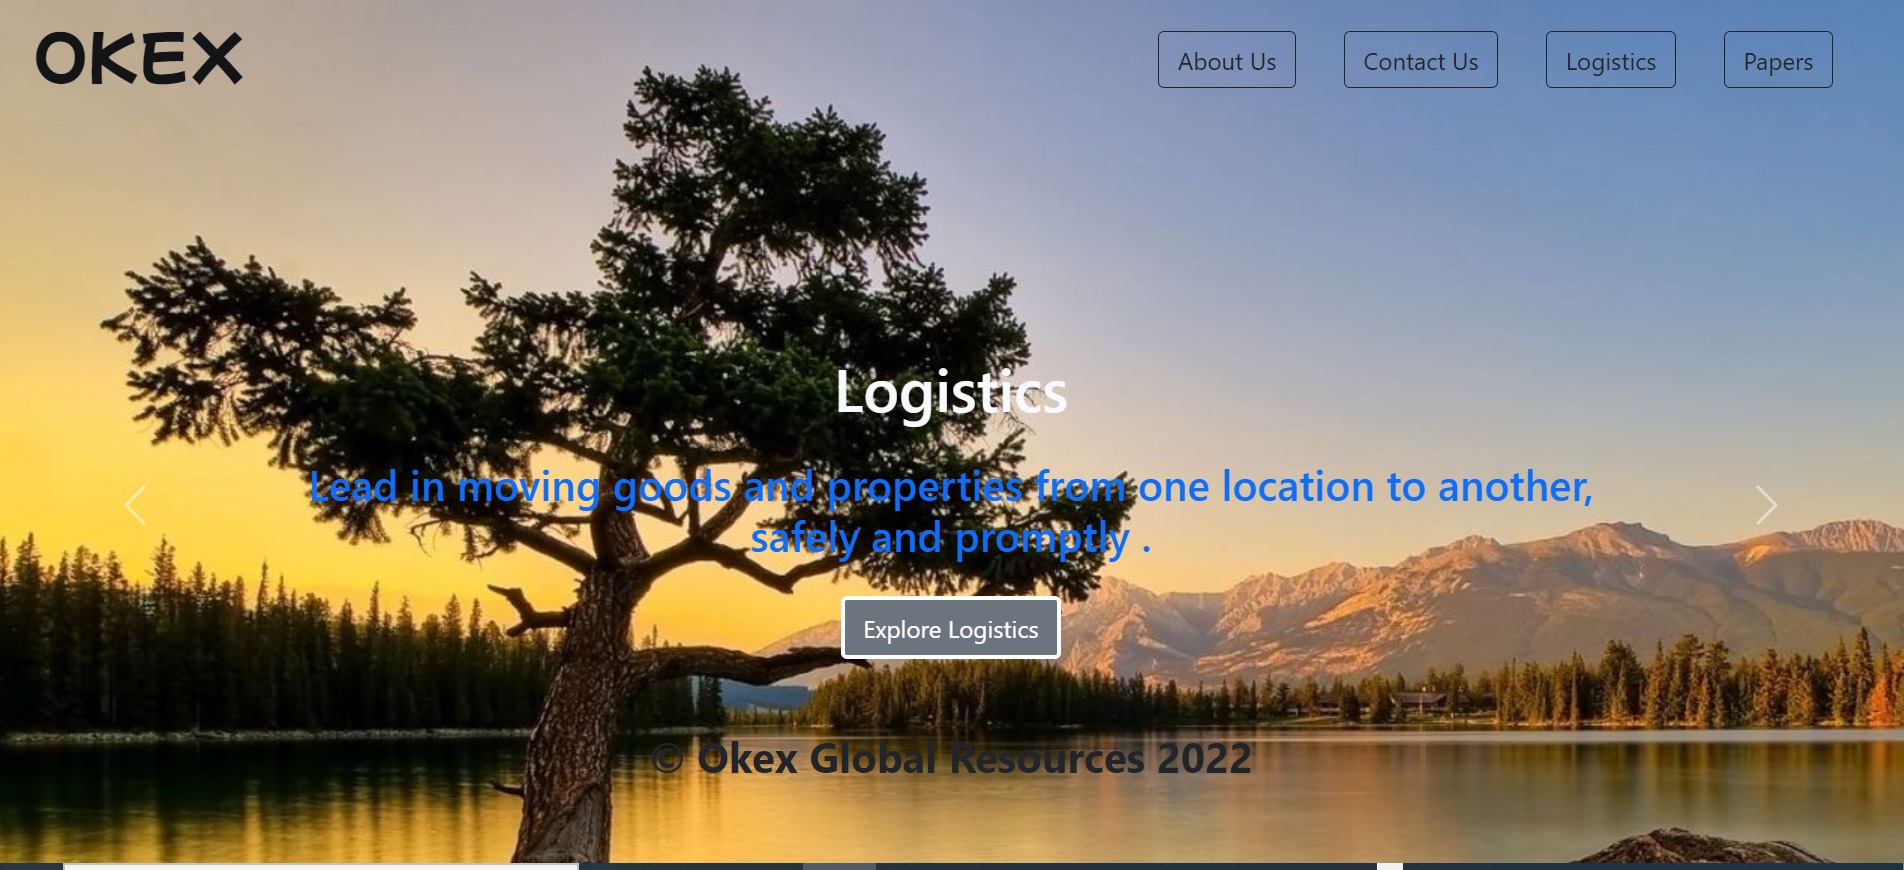 OKEX
About Us
Contact Us
Logistics
Papers
Logistics
Lead in moving goods and properties from one location to another,
safely and promptly .
Explore Logistics
© Okex Global Resources 2022